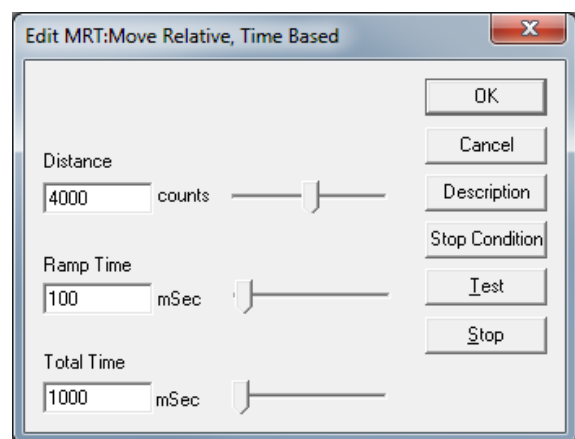 Edit MRT:Move Relative, Time Based
OK
Cancel
Distance
4000 counts
Description
Stop Condition
Ramp Time
100 mSec
Test
Stop
Total Time
1000 mSec